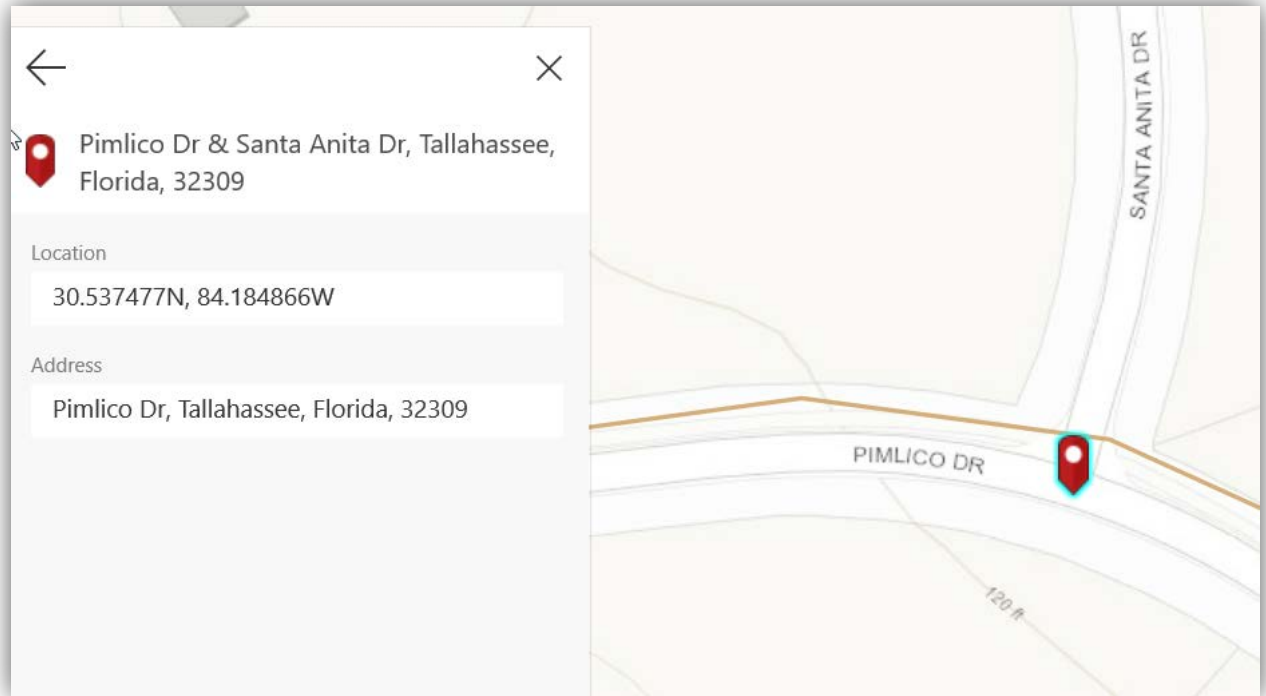 Pimlico Dr & Santa Anita Dr, Tallahassee,
Florida, 32309
Location
30.537477N, 84.184866W
Address
Pimlico Dr, Tallahassee, Florida, 32309
SANTA ANITA DR
PIMLICO DR
120 ft